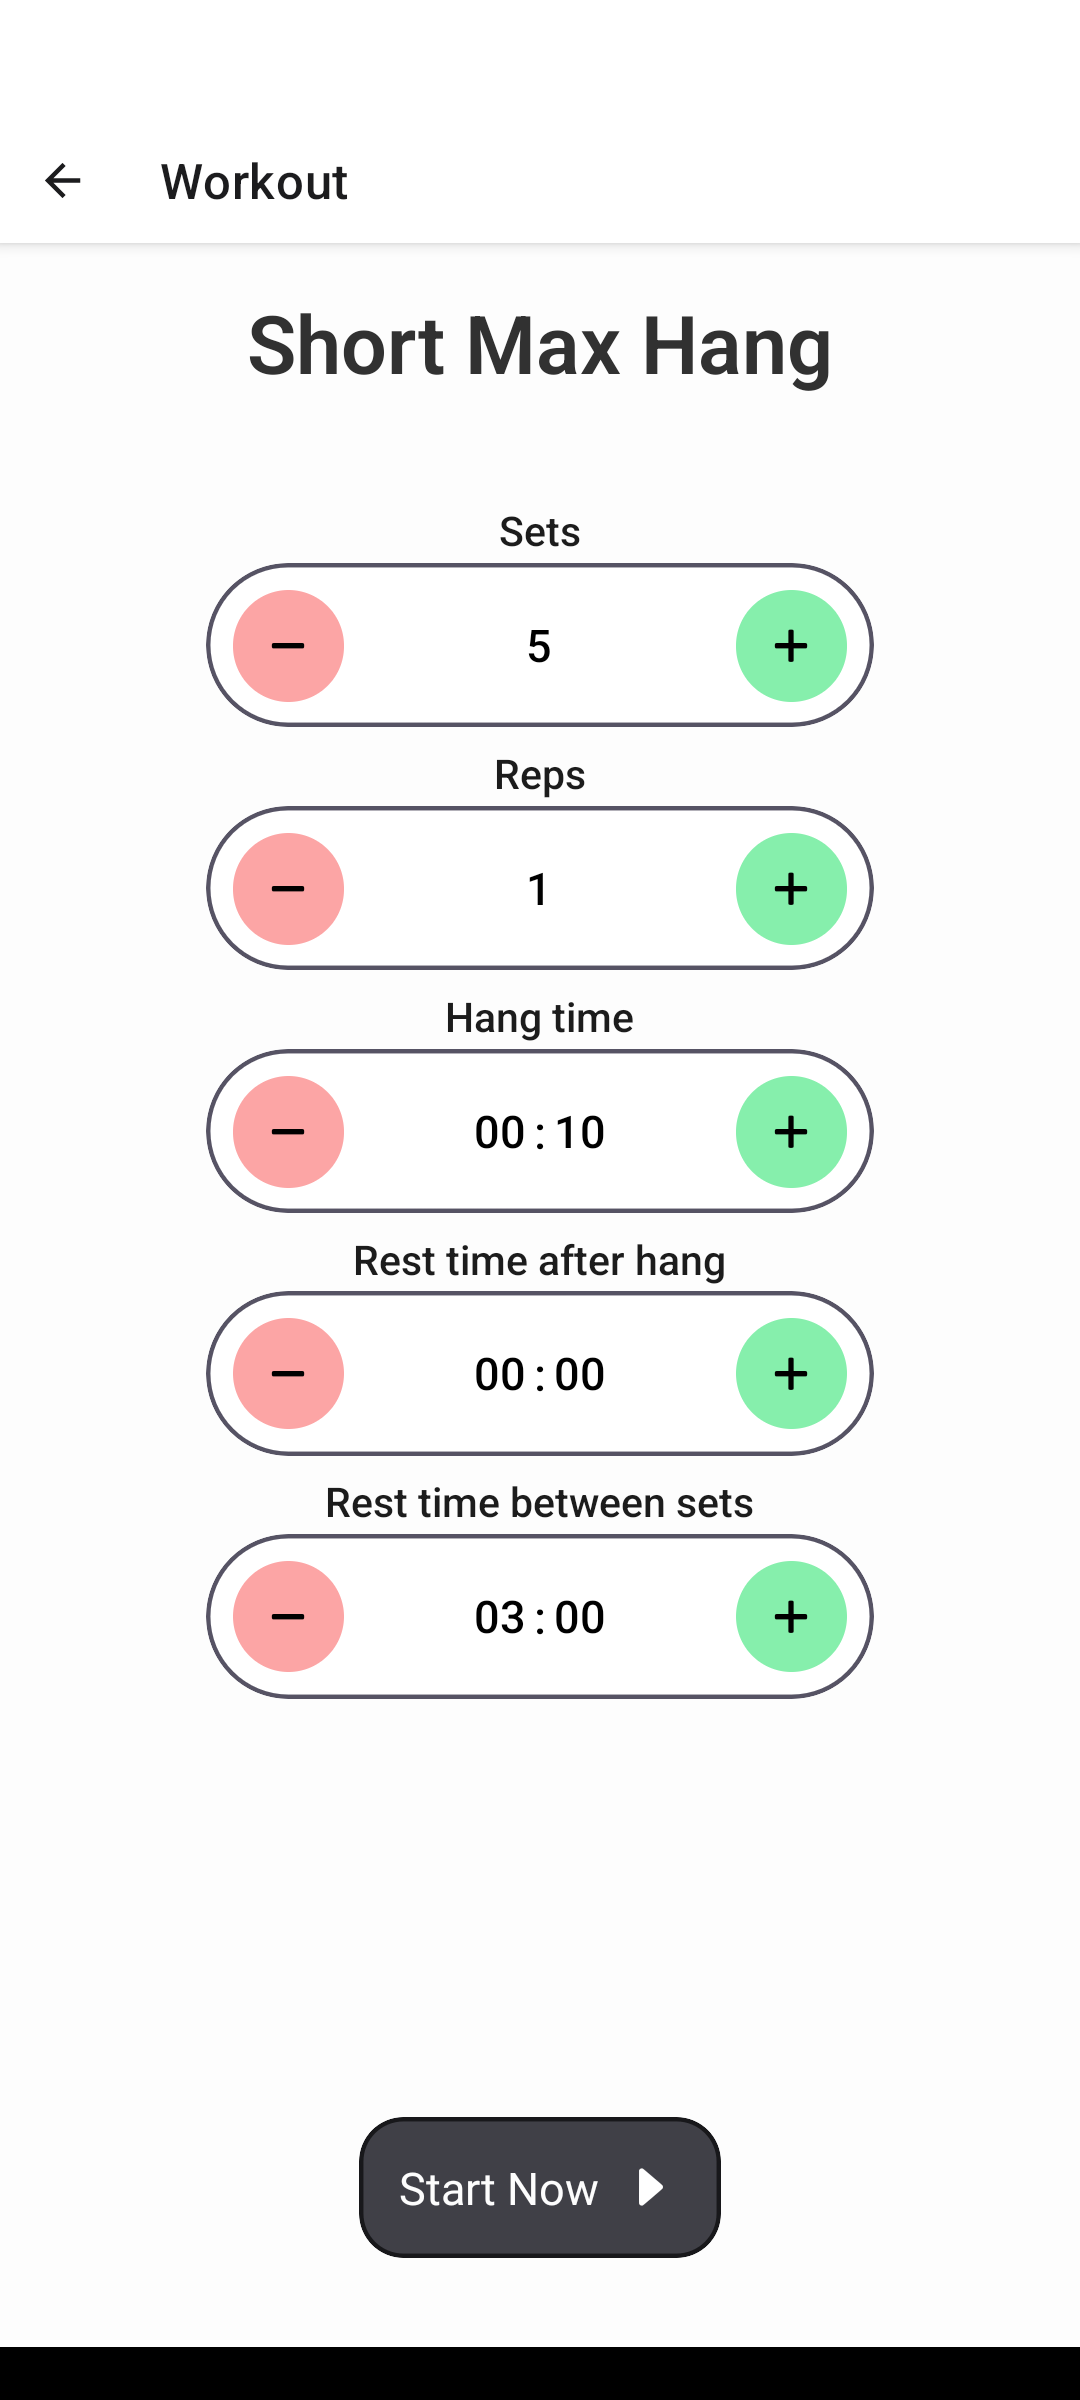 Workout
Short Max Hang
Sets
5
Reps
1
Hang time
00 : 10
Rest time after hang
00 : 00
Rest time between sets
03 : 00
Start Now